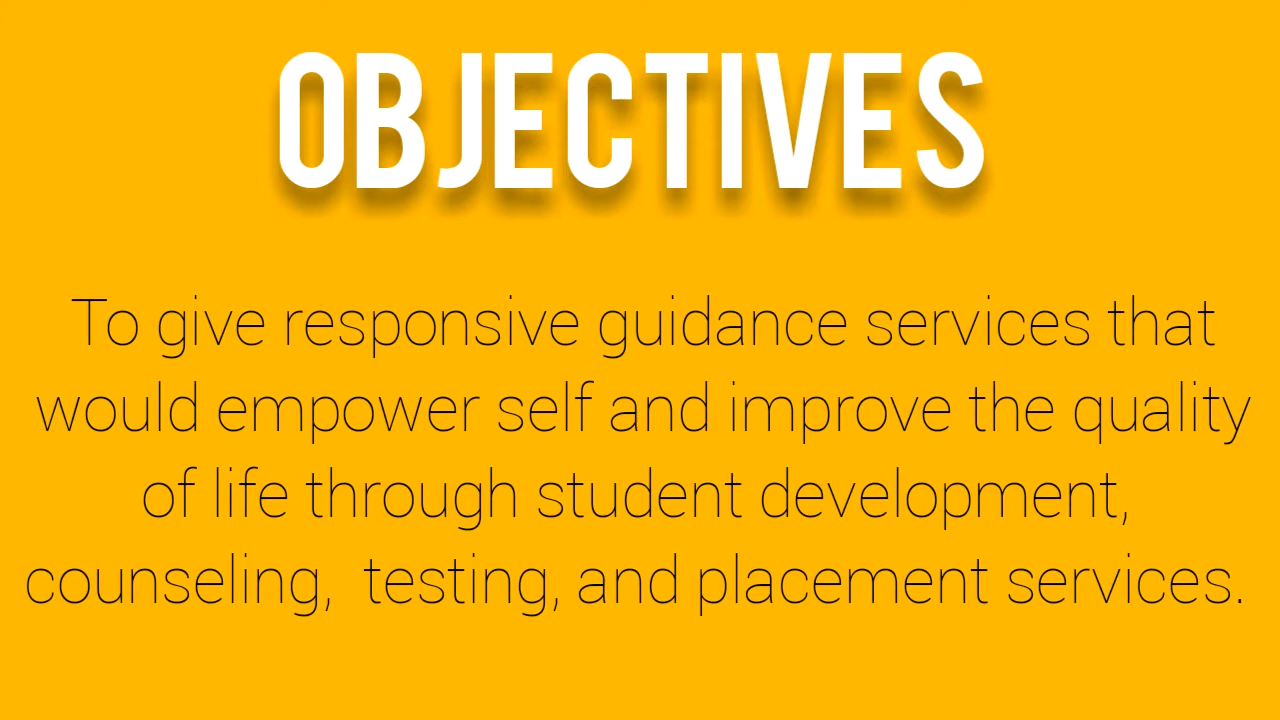 OBJECTIVES
To give responsive guidance services that
would empower self and improve the quality
of life through student development,
counseling,  testing, and placement services.